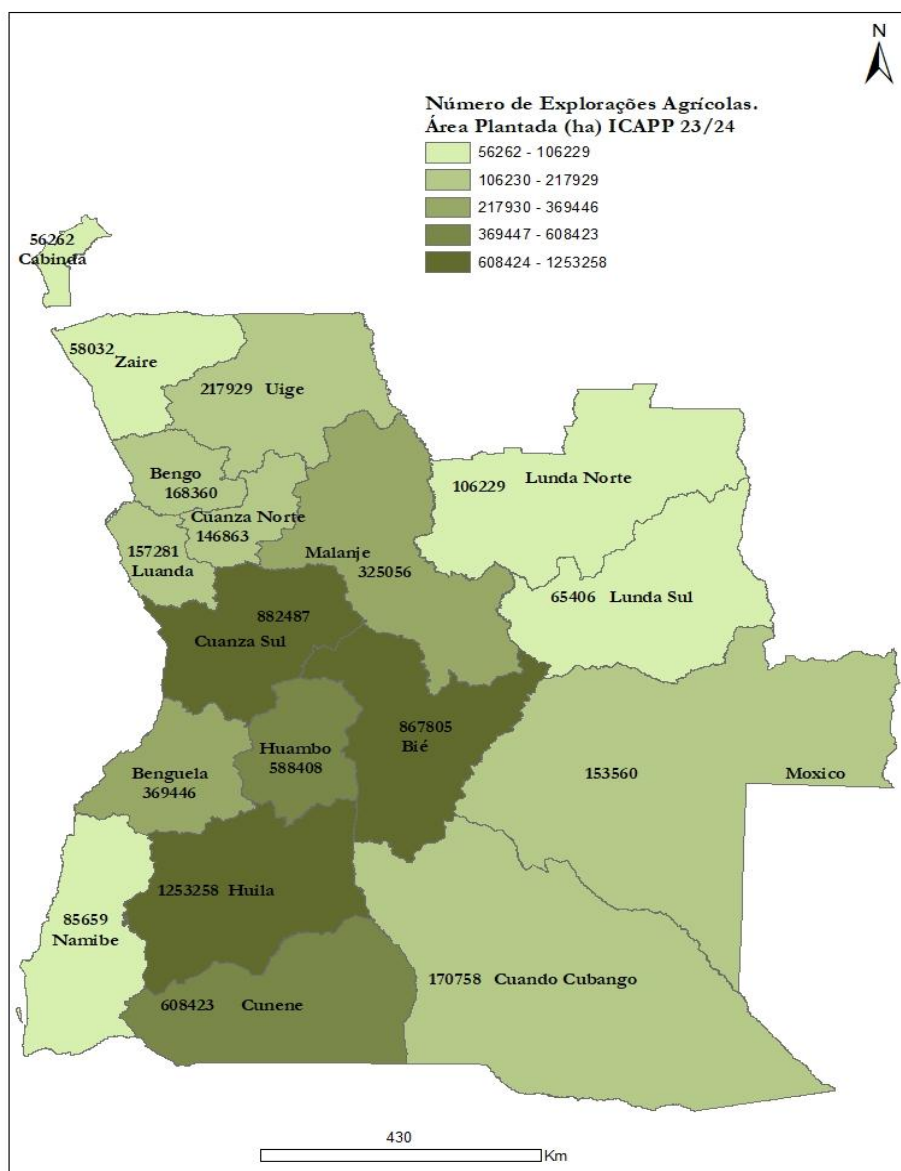 N
Número de Explorações Agrícolas.
Área Plantada (ha) ICAPP 23/24
56262 - 106229
106230 - 217929
217930 - 369446
369447 - 608423
608424 - 1253258
56262
Cabinda
58032
Zaire
217929 Uige
Bengo
168360
Cuanza Norte
146863
106229 Lunda Norte
157281
Luanda
Malanje
325056
65406 Lunda Sul
882487
Cuanza Sul
867805
Bié
Huambo
588408
Benguela
369446
153560 Moxico
1253258 Huila
85659
Namibe
170758 Cuando Cubango
608423 Cunene
430
Km